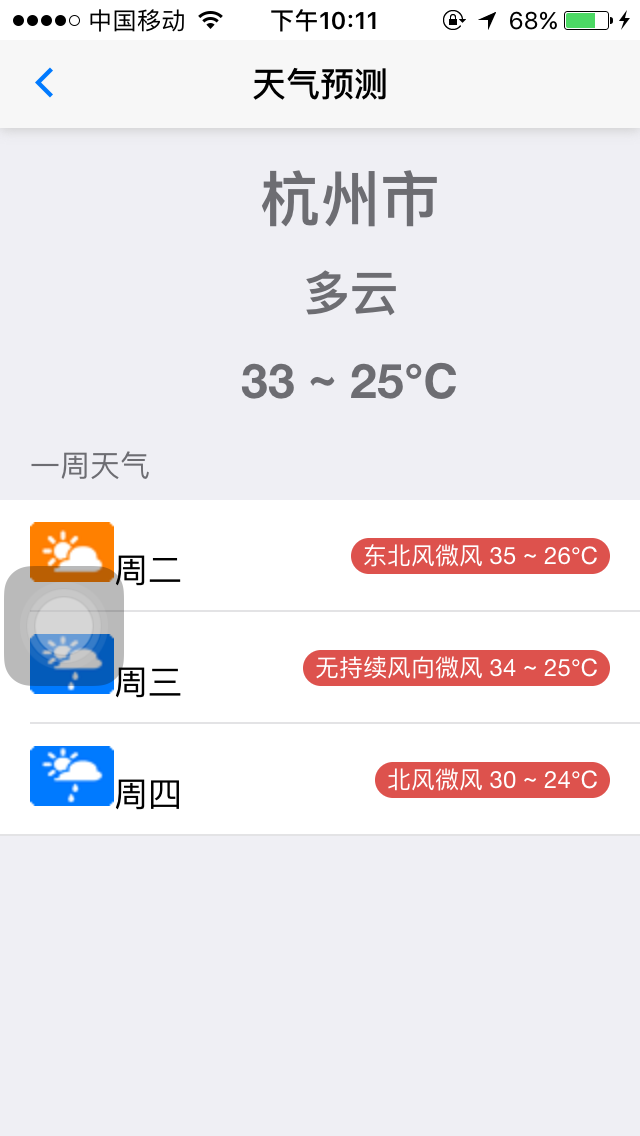 中国移动 下午10:11 68%
天气预测
杭州市
多云
33 ~ 25°C
一周天气
周二 东北风微风 35 ~ 26°C
周三 无持续风向微风 34 ~ 25°C
周四 北风微风 30 ~ 24°C